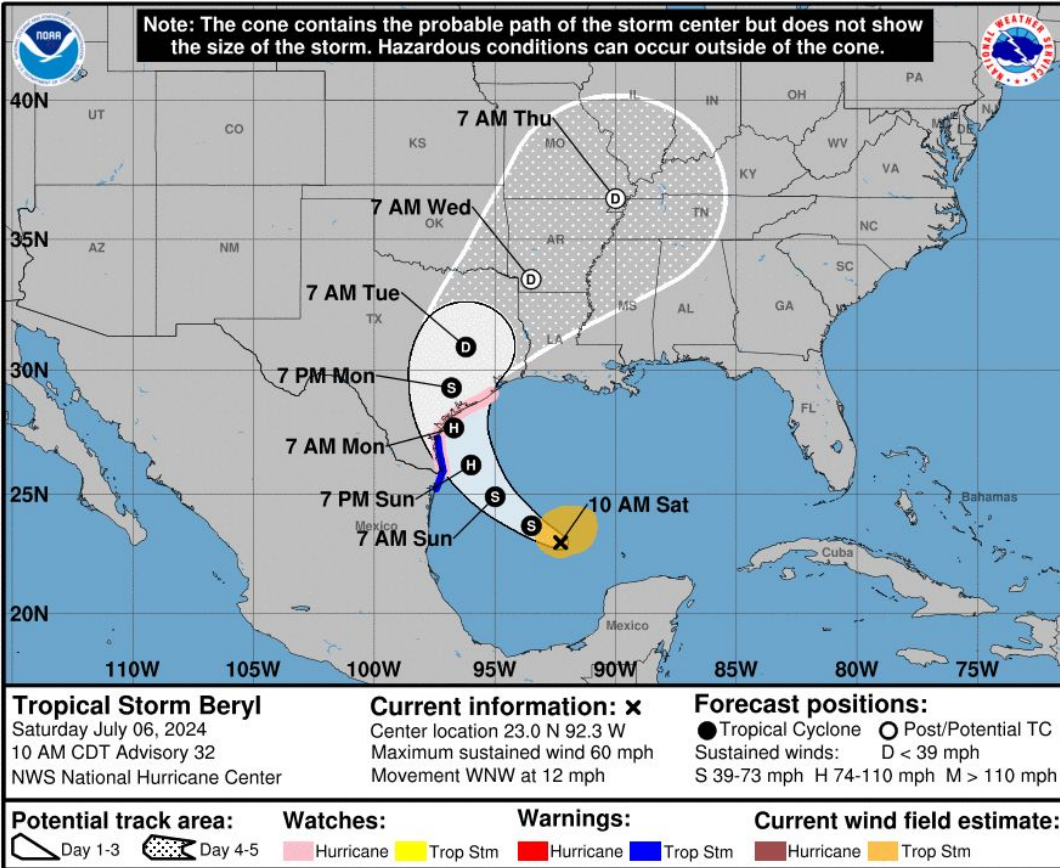 Note: The cone contains the probable path of the storm center but does not show
the size of the storm. Hazardous conditions can occur outside of the cone.
NOAA
NATIONAL WEATHER SERVICE
40N
35N
30N
25N
20N
110W
105W
100W
95W
90W
85W
80W
75W
UT
CO
KS
MO
IL
IN
OH
PA
NJ
DE
WV
VA
KY
AZ
NM
OK
AR
TN
NC
SC
TX
LA
MS
AL
GA
FL
Mexico
Mexico
Cuba
Bahamas
7 AM Thu
D
7 AM Wed
D
7 AM Tue
D
7 PM Mon
S
7 AM Mon
H
7 PM Sun
H
7 AM Sun
S
S
10 AM Sat
Tropical Storm Beryl
Saturday July 06, 2024
10 AM CDT Advisory 32
NWS National Hurricane Center
Current information: x
Center location 23.0 N 92.3 W
Maximum sustained wind 60 mph
Movement WNW at 12 mph
Forecast positions:
Tropical Cyclone Post/Potential TC
Sustained winds: D < 39 mph
S 39-73 mph H 74-110 mph M > 110 mph
Potential track area:
Day 1-3 Day 4-5
Watches:
Hurricane Trop Stm
Warnings:
Hurricane Trop Stm
Current wind field estimate:
Hurricane Trop Stm